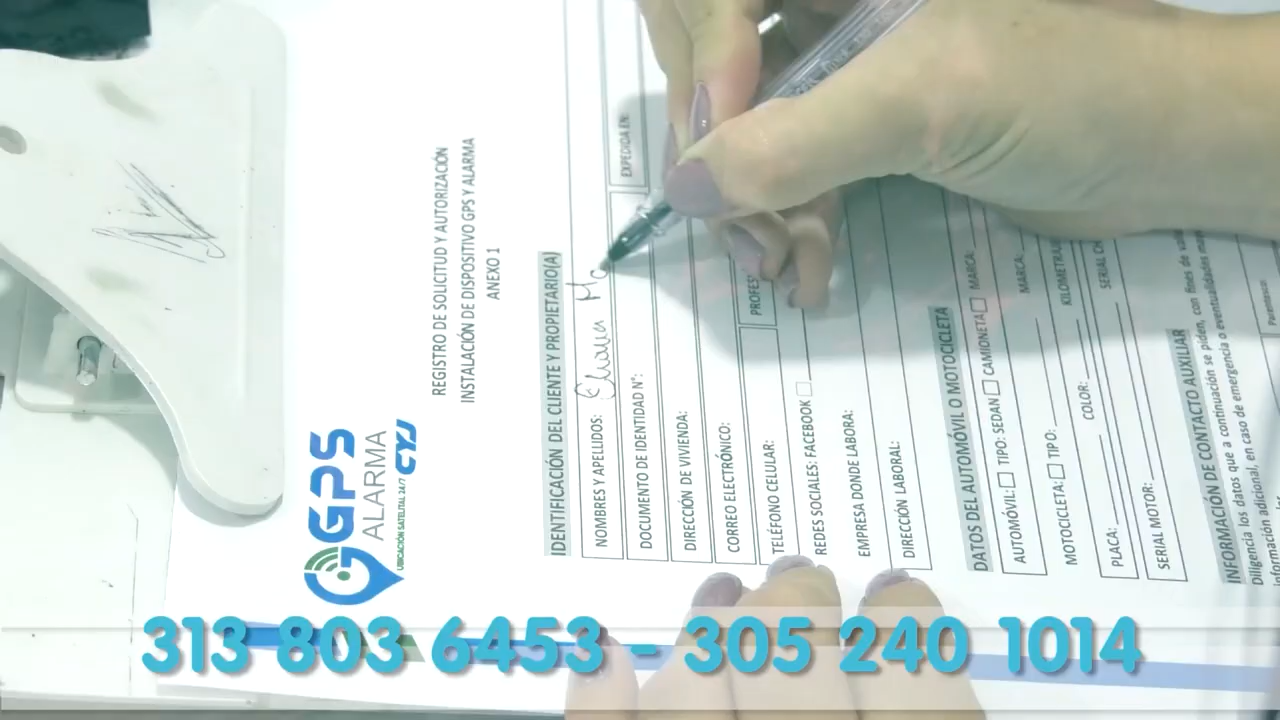 GPS
ALARMA
CYJ
UBICACIÓN SATELITAL 24/7
REGISTRO DE SOLICITUD Y AUTORIZACIÓN
INSTALACIÓN DE DISPOSITIVO GPS Y ALARMA
ANEXO 1
IDENTIFICACIÓN DEL CLIENTE Y PROPIETARIO(A)
NOMBRES Y APELLIDOS:
DOCUMENTO DE IDENTIDAD N°: EXPEDIDA EN:
DIRECCIÓN DE VIVIENDA:
CORREO ELECTRÓNICO:
TELÉFONO CELULAR: PROFES
REDES SOCIALES: FACEBOOK
EMPRESA DONDE LABORA:
DIRECCIÓN LABORAL:
DATOS DEL AUTOMÓVIL O MOTOCICLETA
AUTOMÓVIL: TIPO: SEDAN CAMIONETA MARCA:
MOTOCICLETA: TIPO: MARCA:
PLACA: COLOR: KILOMETRA
SERIAL MOTOR: SERIAL CH
INFORMACIÓN DE CONTACTO AUXILIAR
Diligencia los datos que a continuación se piden, con fines de
información adicional, en caso de emergencia o eventualidades
Parentesco:
313 803 6453 - 305 240 1014